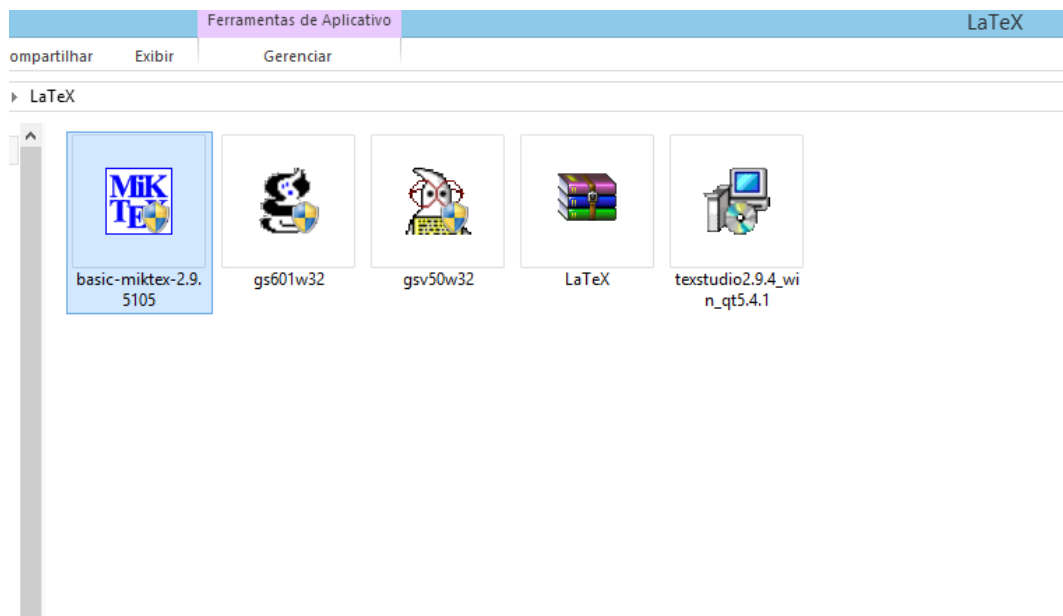 Ferramentas de Aplicativo
LaTeX
ompartilhar
Exibir
Gerenciar
LaTeX
MiK
TEX
basic-miktex-2.9.
5105
gs601w32
gsv50w32
LaTeX
texstudio2.9.4_wi
n_qt5.4.1